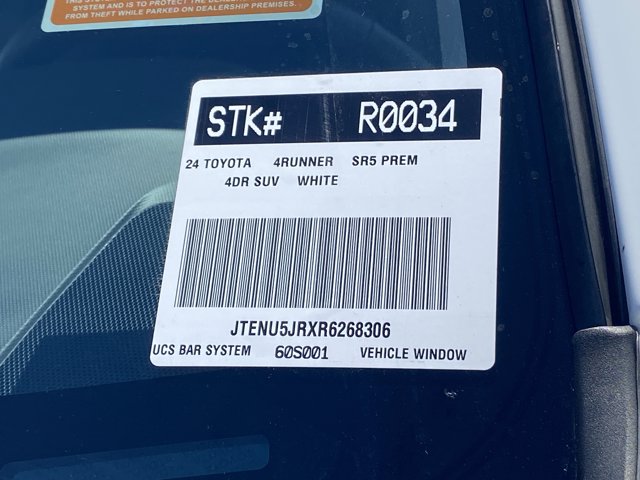 SYSTEM AND IS TO PROTECT THE
FROM THEFT WHILE PARKED ON DEALERSHIP PREMISES.
STK# R0034
24 TOYOTA 4RUNNER SR5 PREM
4DR SUV WHITE
JTENU5JRXR6268306
UCS BAR SYSTEM 60S001 VEHICLE WINDOW